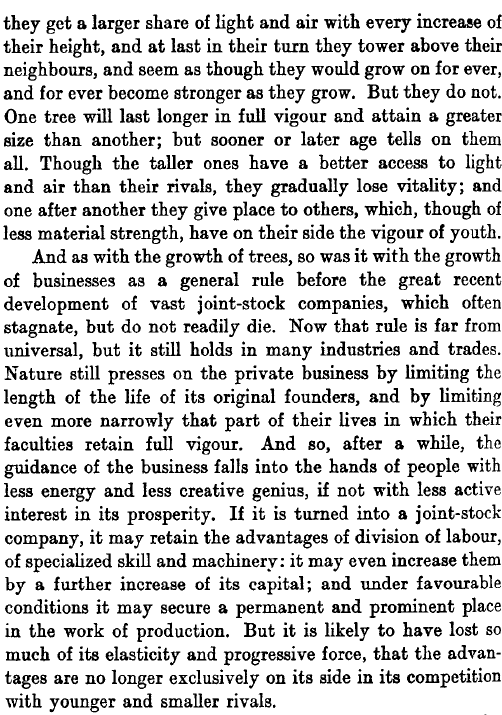 they get a larger share of light and air with every increase of
their height, and at last in their turn they tower above their
neighbours, and seem as though they would grow on for ever,
and for ever become stronger as they grow. But they do not.
One tree will last longer in full vigour and attain a greater
size than another; but sooner or later age tells on them
all. Though the taller ones have a better access to light
and air than their rivals, they gradually lose vitality; and
one after another they give place to others, which, though of
less material strength, have on their side the vigour of youth.
And as with the growth of trees, so was it with the growth
of businesses as a general rule before the great recent
development of vast joint-stock companies, which often
stagnate, but do not readily die. Now that rule is far from
universal, but it still holds in many industries and trades.
Nature still presses on the private business by limiting the
length of the life of its original founders, and by limiting
even more narrowly that part of their lives in which their
faculties retain full vigour. And so, after a while, the
guidance of the business falls into the hands of people with
less energy and less creative genius, if not with less active
interest in its prosperity. If it is turned into a joint-stock
company, it may retain the advantages of division of labour,
of specialized skill and machinery: it may even increase them
by a further increase of its capital; and under favourable
conditions it may secure a permanent and prominent place
in the work of production. But it is likely to have lost so
much of its elasticity and progressive force, that the advan-
tages are no longer exclusively on its side in its competition
with younger and smaller rivals.